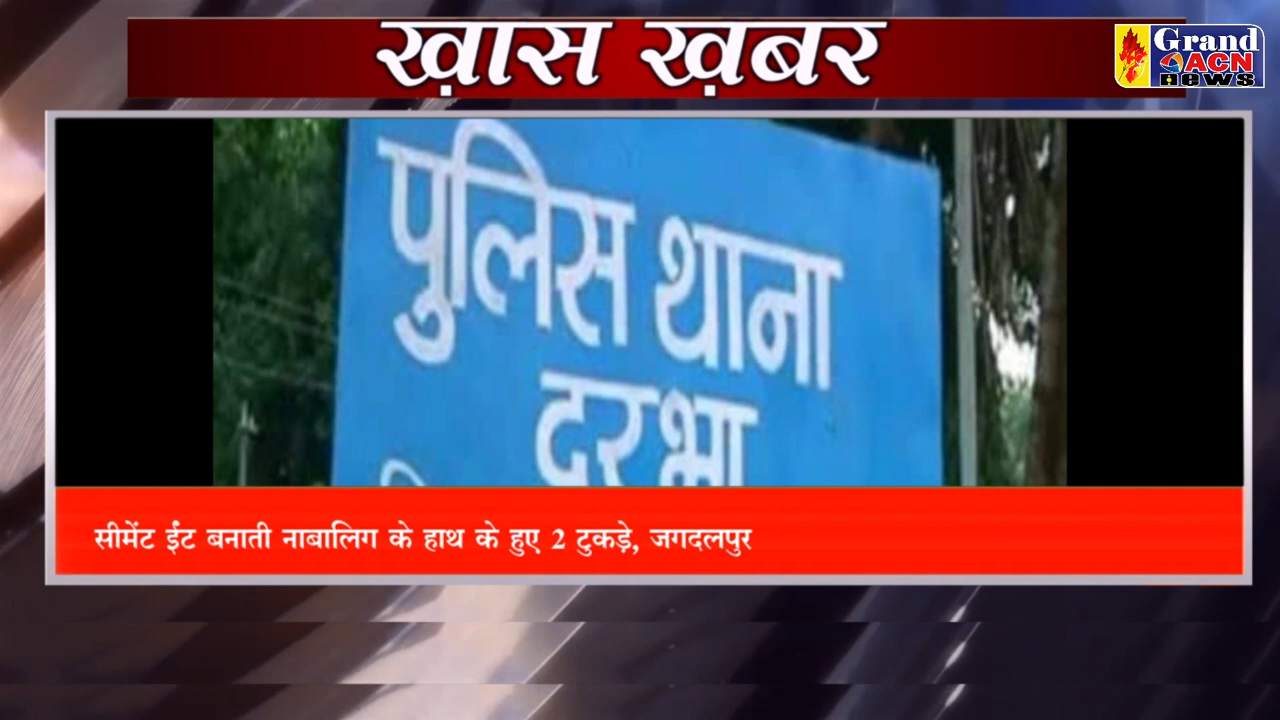 ख़ास ख़बर
Grand
ACN
news
पुलिस थाना
दरभा
सीमेंट ईंट बनाती नाबालिग के हाथ के हुए 2 टुकड़े, जगदलपुर